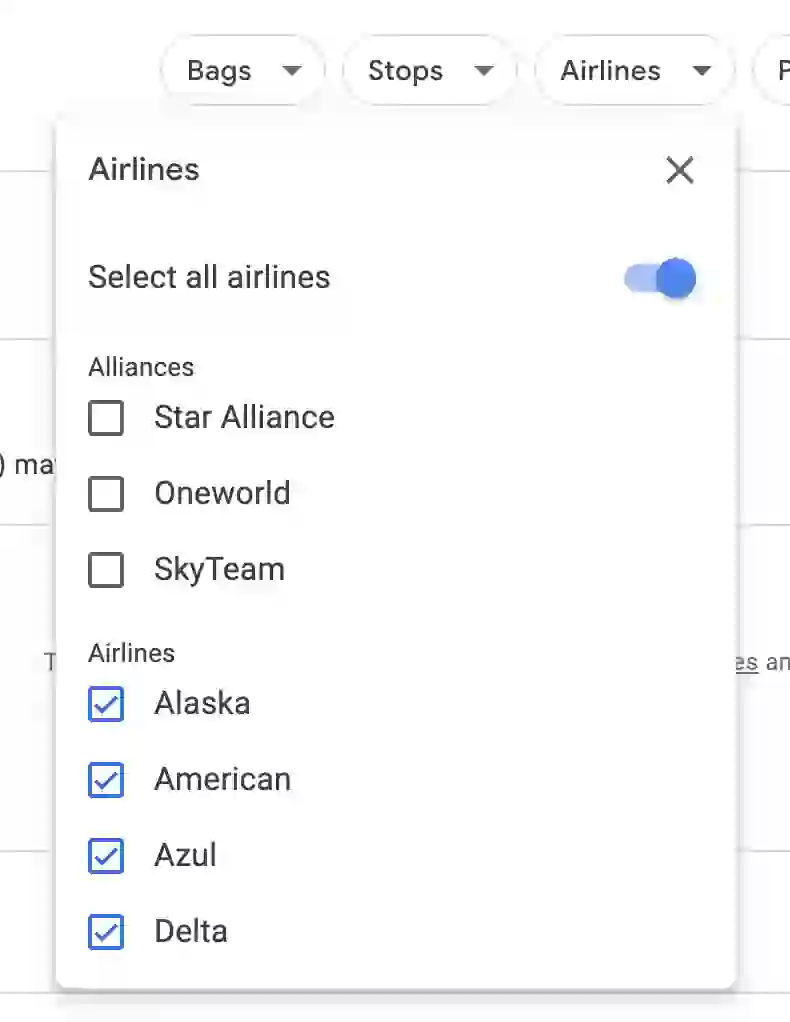 Bags
Stops
Airlines
Airlines
Select all airlines
Alliances
Star Alliance
) ma
Oneworld
SkyTeam
Airlines
es an
Alaska
American
Azul
Delta